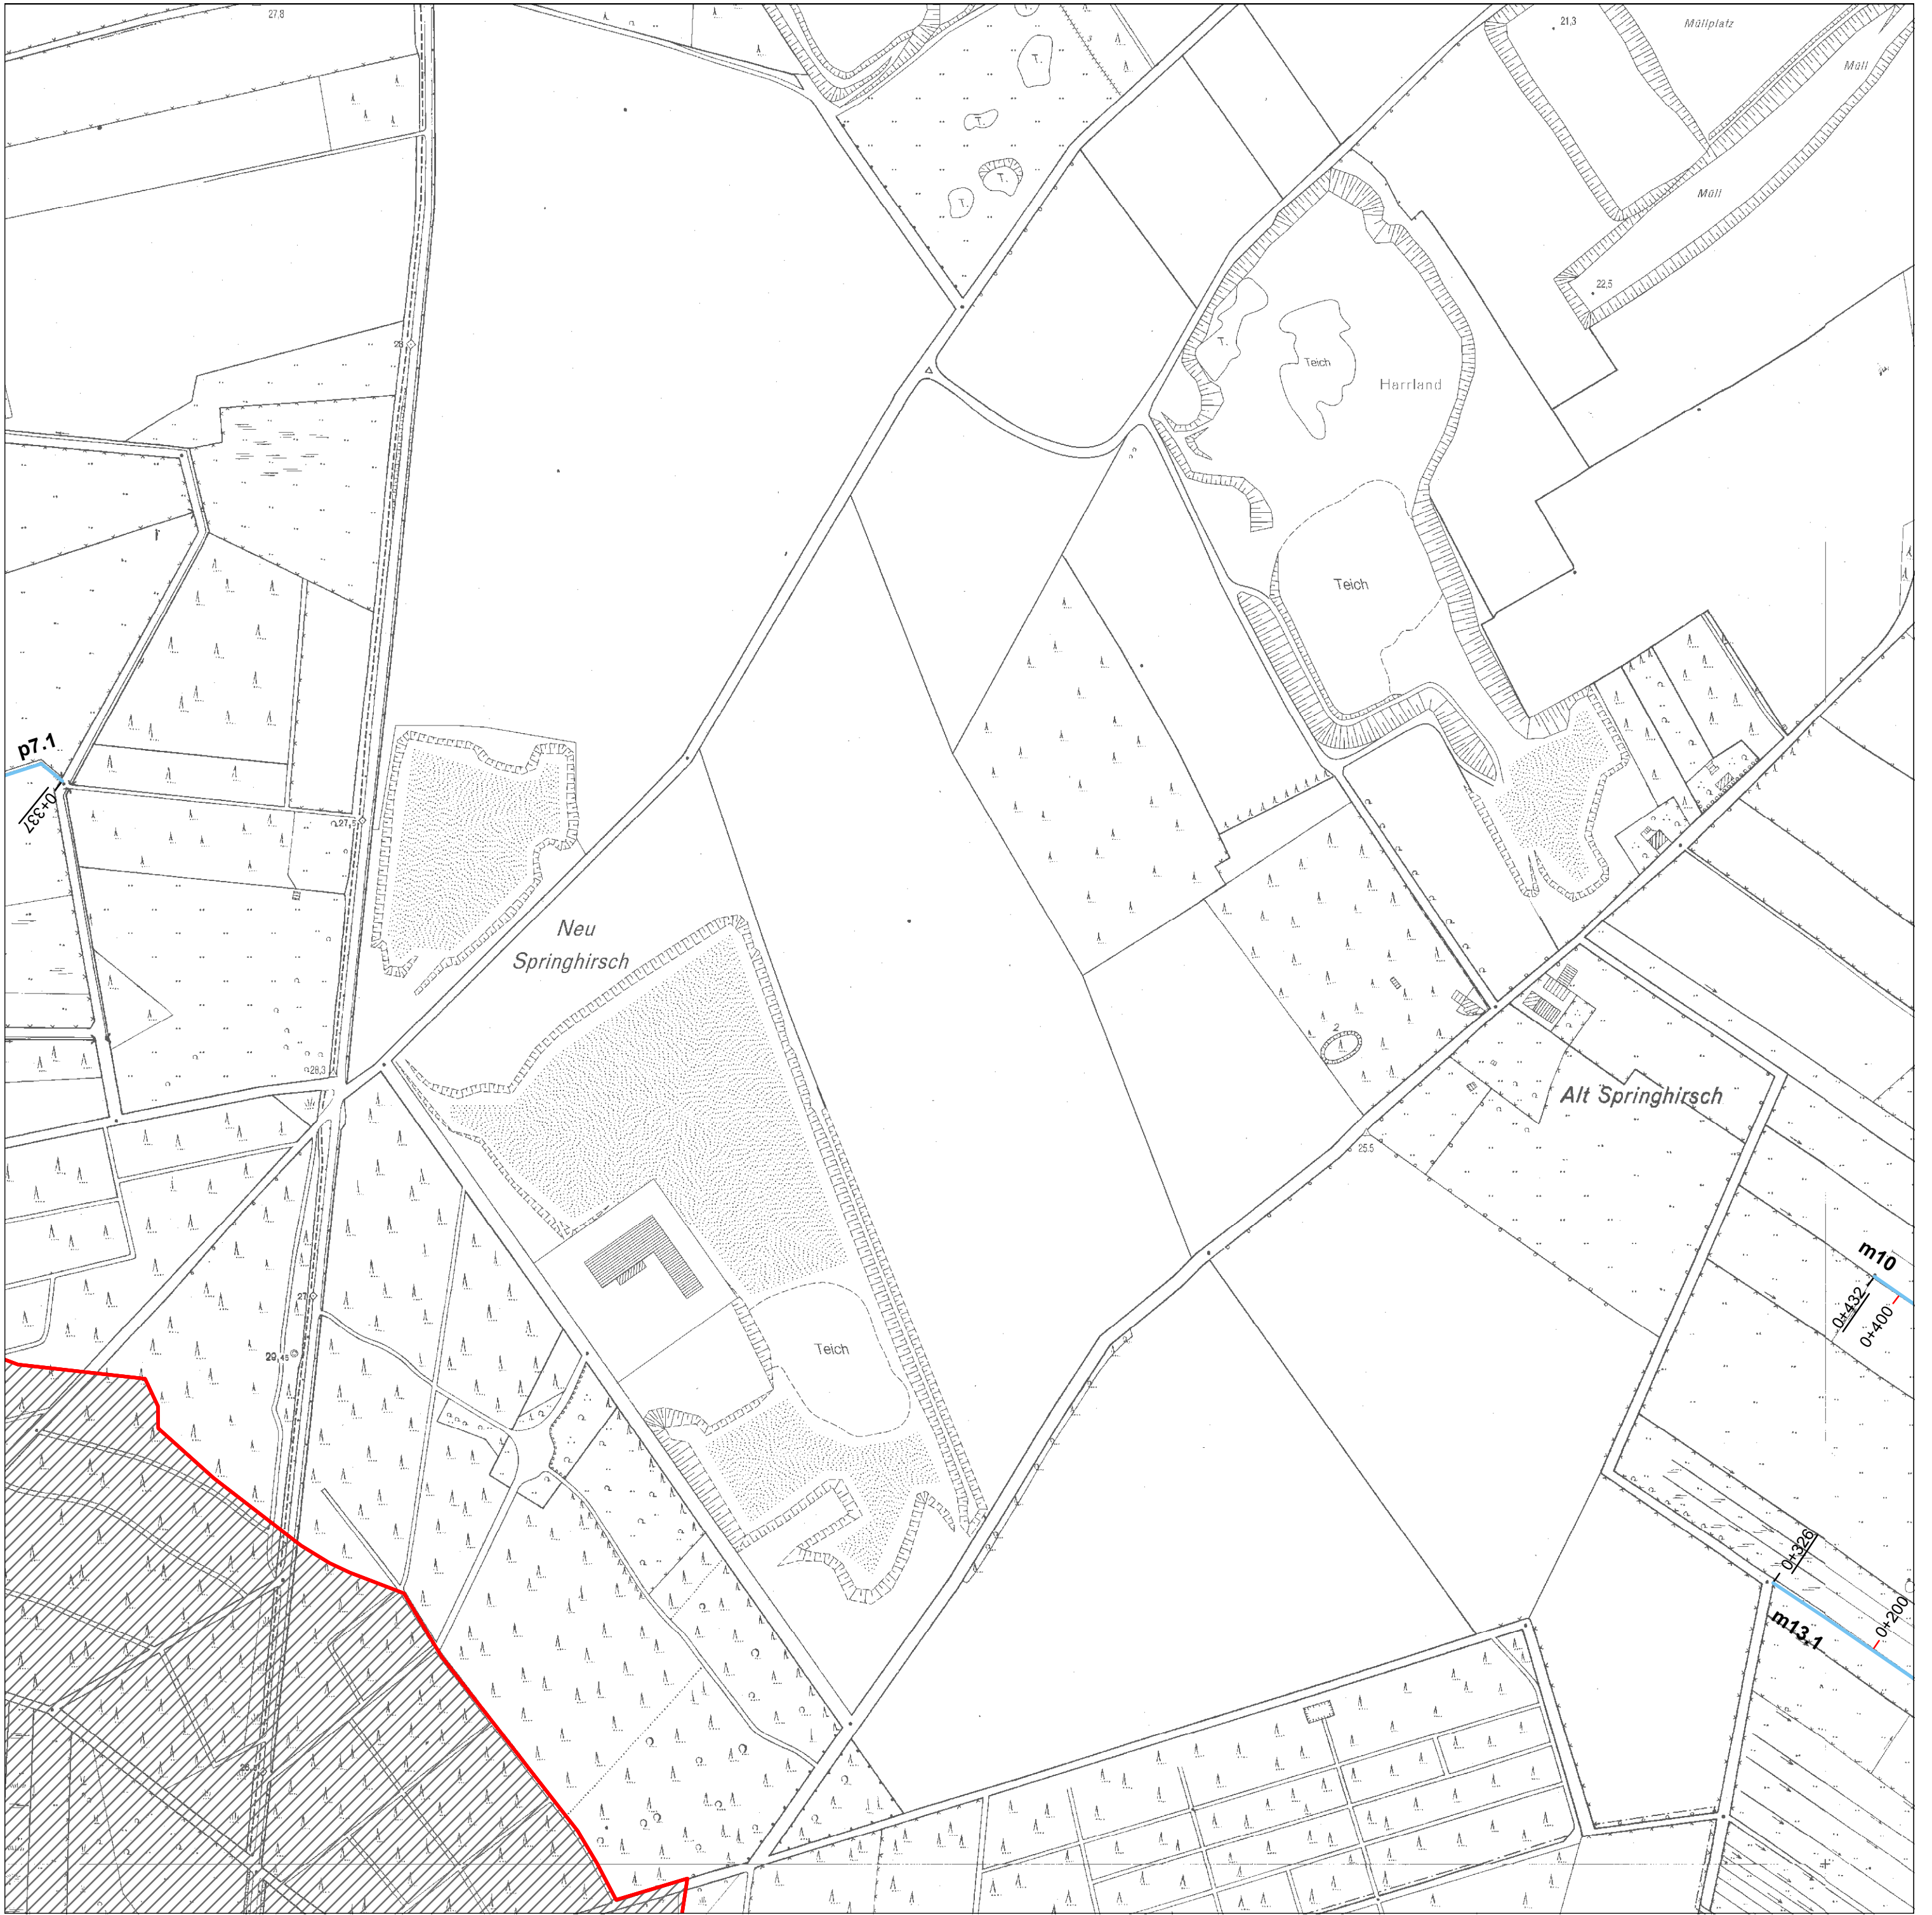 27,8
21,3
Müllplatz
Müll
T.
T.
T.
T.
Müll
22,5
T.
Teich
Harrland
28
Teich
p7.1
0+337
27,5
Neu
Springhirsch
2
28,3
Alt Springhirsch
25,5
m10
0+432
0+400
27
29,45
Teich
0+326
0+200
m13.1